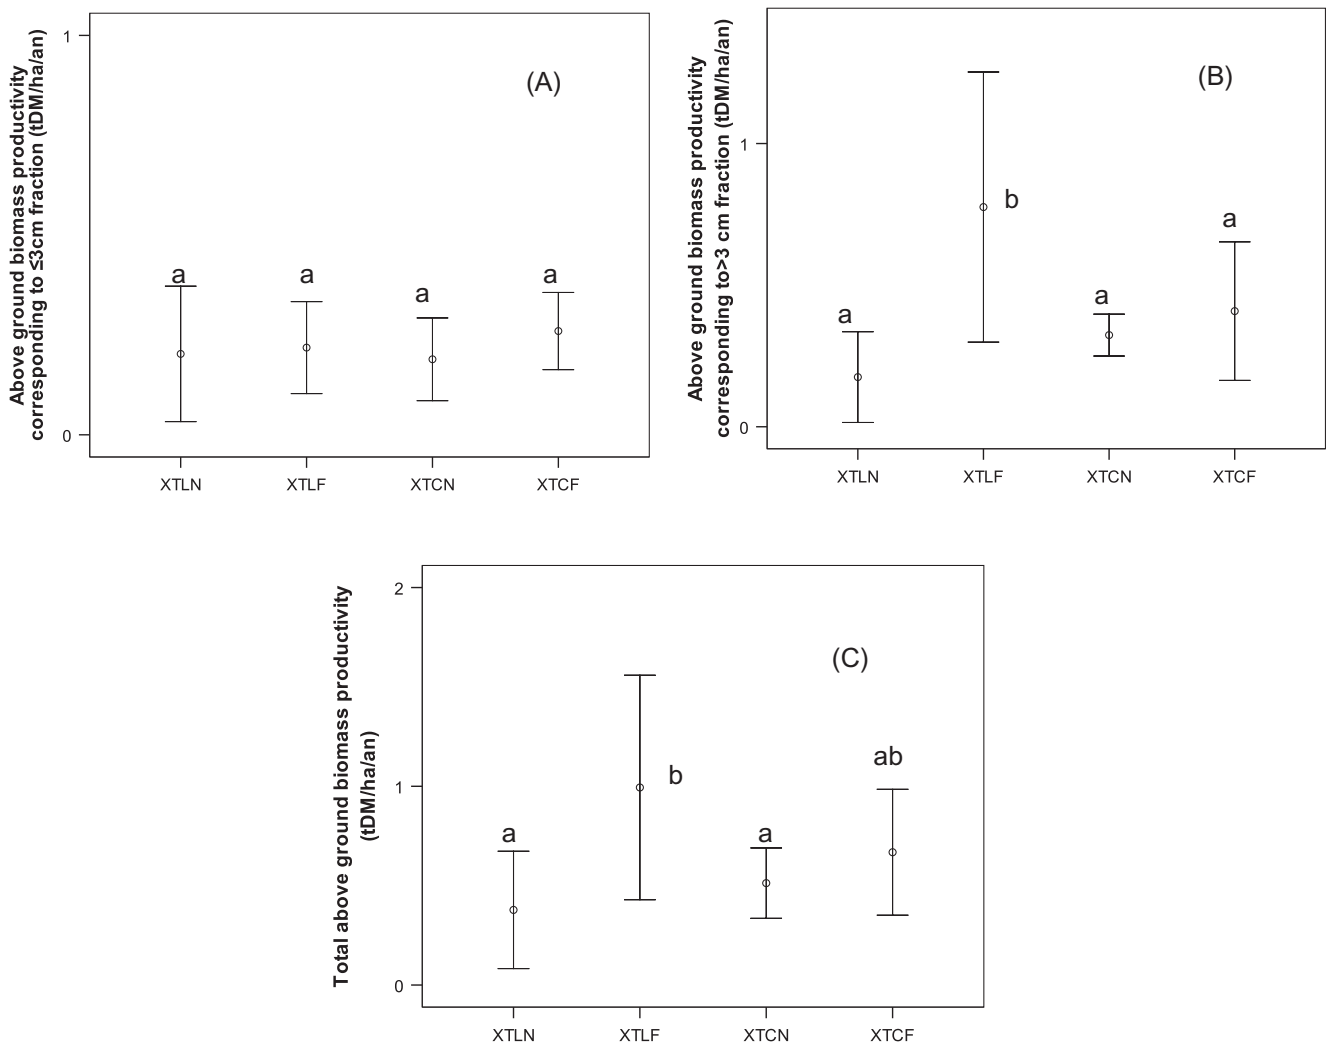 Above ground biomass productivity
corresponding to ≤3cm fraction (tDM/ha/an)
1
0
(A)
a
a
a
a
XTLN
XTLF
XTCN
XTCF
Above ground biomass productivity
corresponding to>3 cm fraction (tDM/ha/an)
1
0
(B)
a
b
a
a
XTLN
XTLF
XTCN
XTCF
Total above ground biomass productivity
(tDM/ha/an)
2
1
0
(C)
a
b
a
ab
XTLN
XTLF
XTCN
XTCF